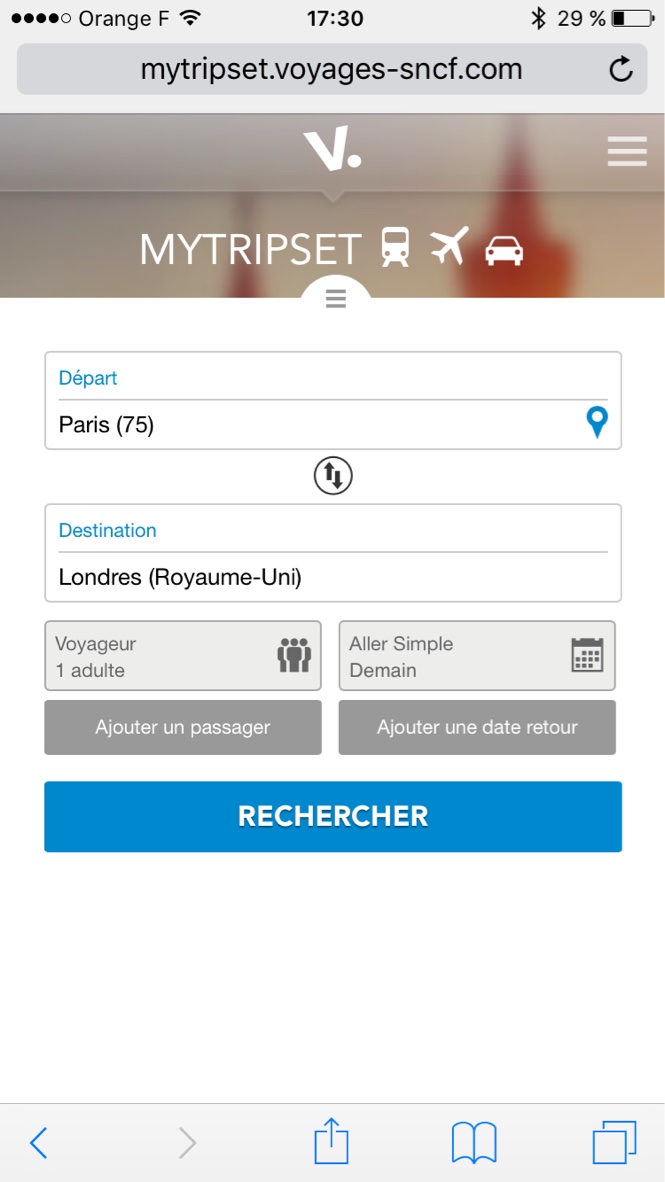 Orange F 17:30 29 %
mytripset.voyages-sncf.com
V.
MYTRIPSET
Départ
Paris (75)
Destination
Londres (Royaume-Uni)
Voyageur
1 adulte
Aller Simple
Demain
Ajouter un passager
Ajouter une date retour
RECHERCHER